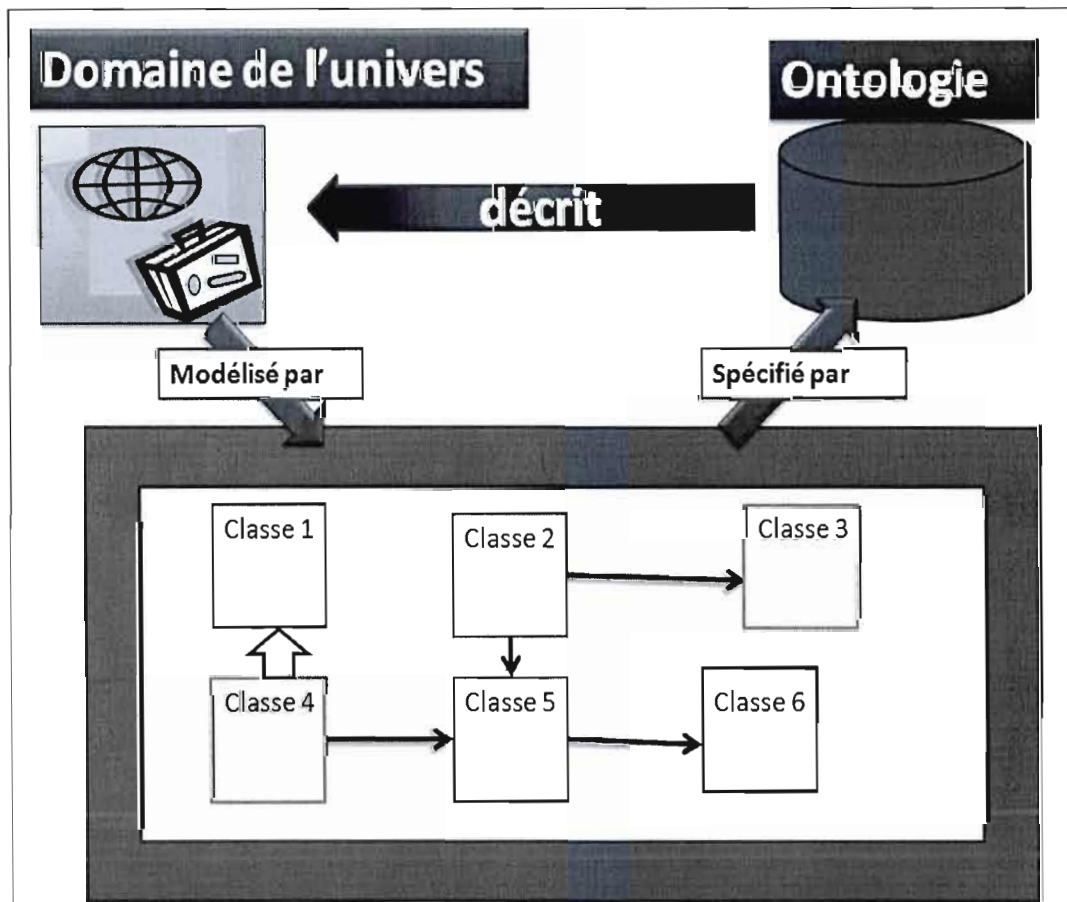 Domaine de l'univers
Ontologie
décrit
Modélisé par
Spécifié par
Classe 1
Classe 2
Classe 3
Classe 4
Classe 5
Classe 6